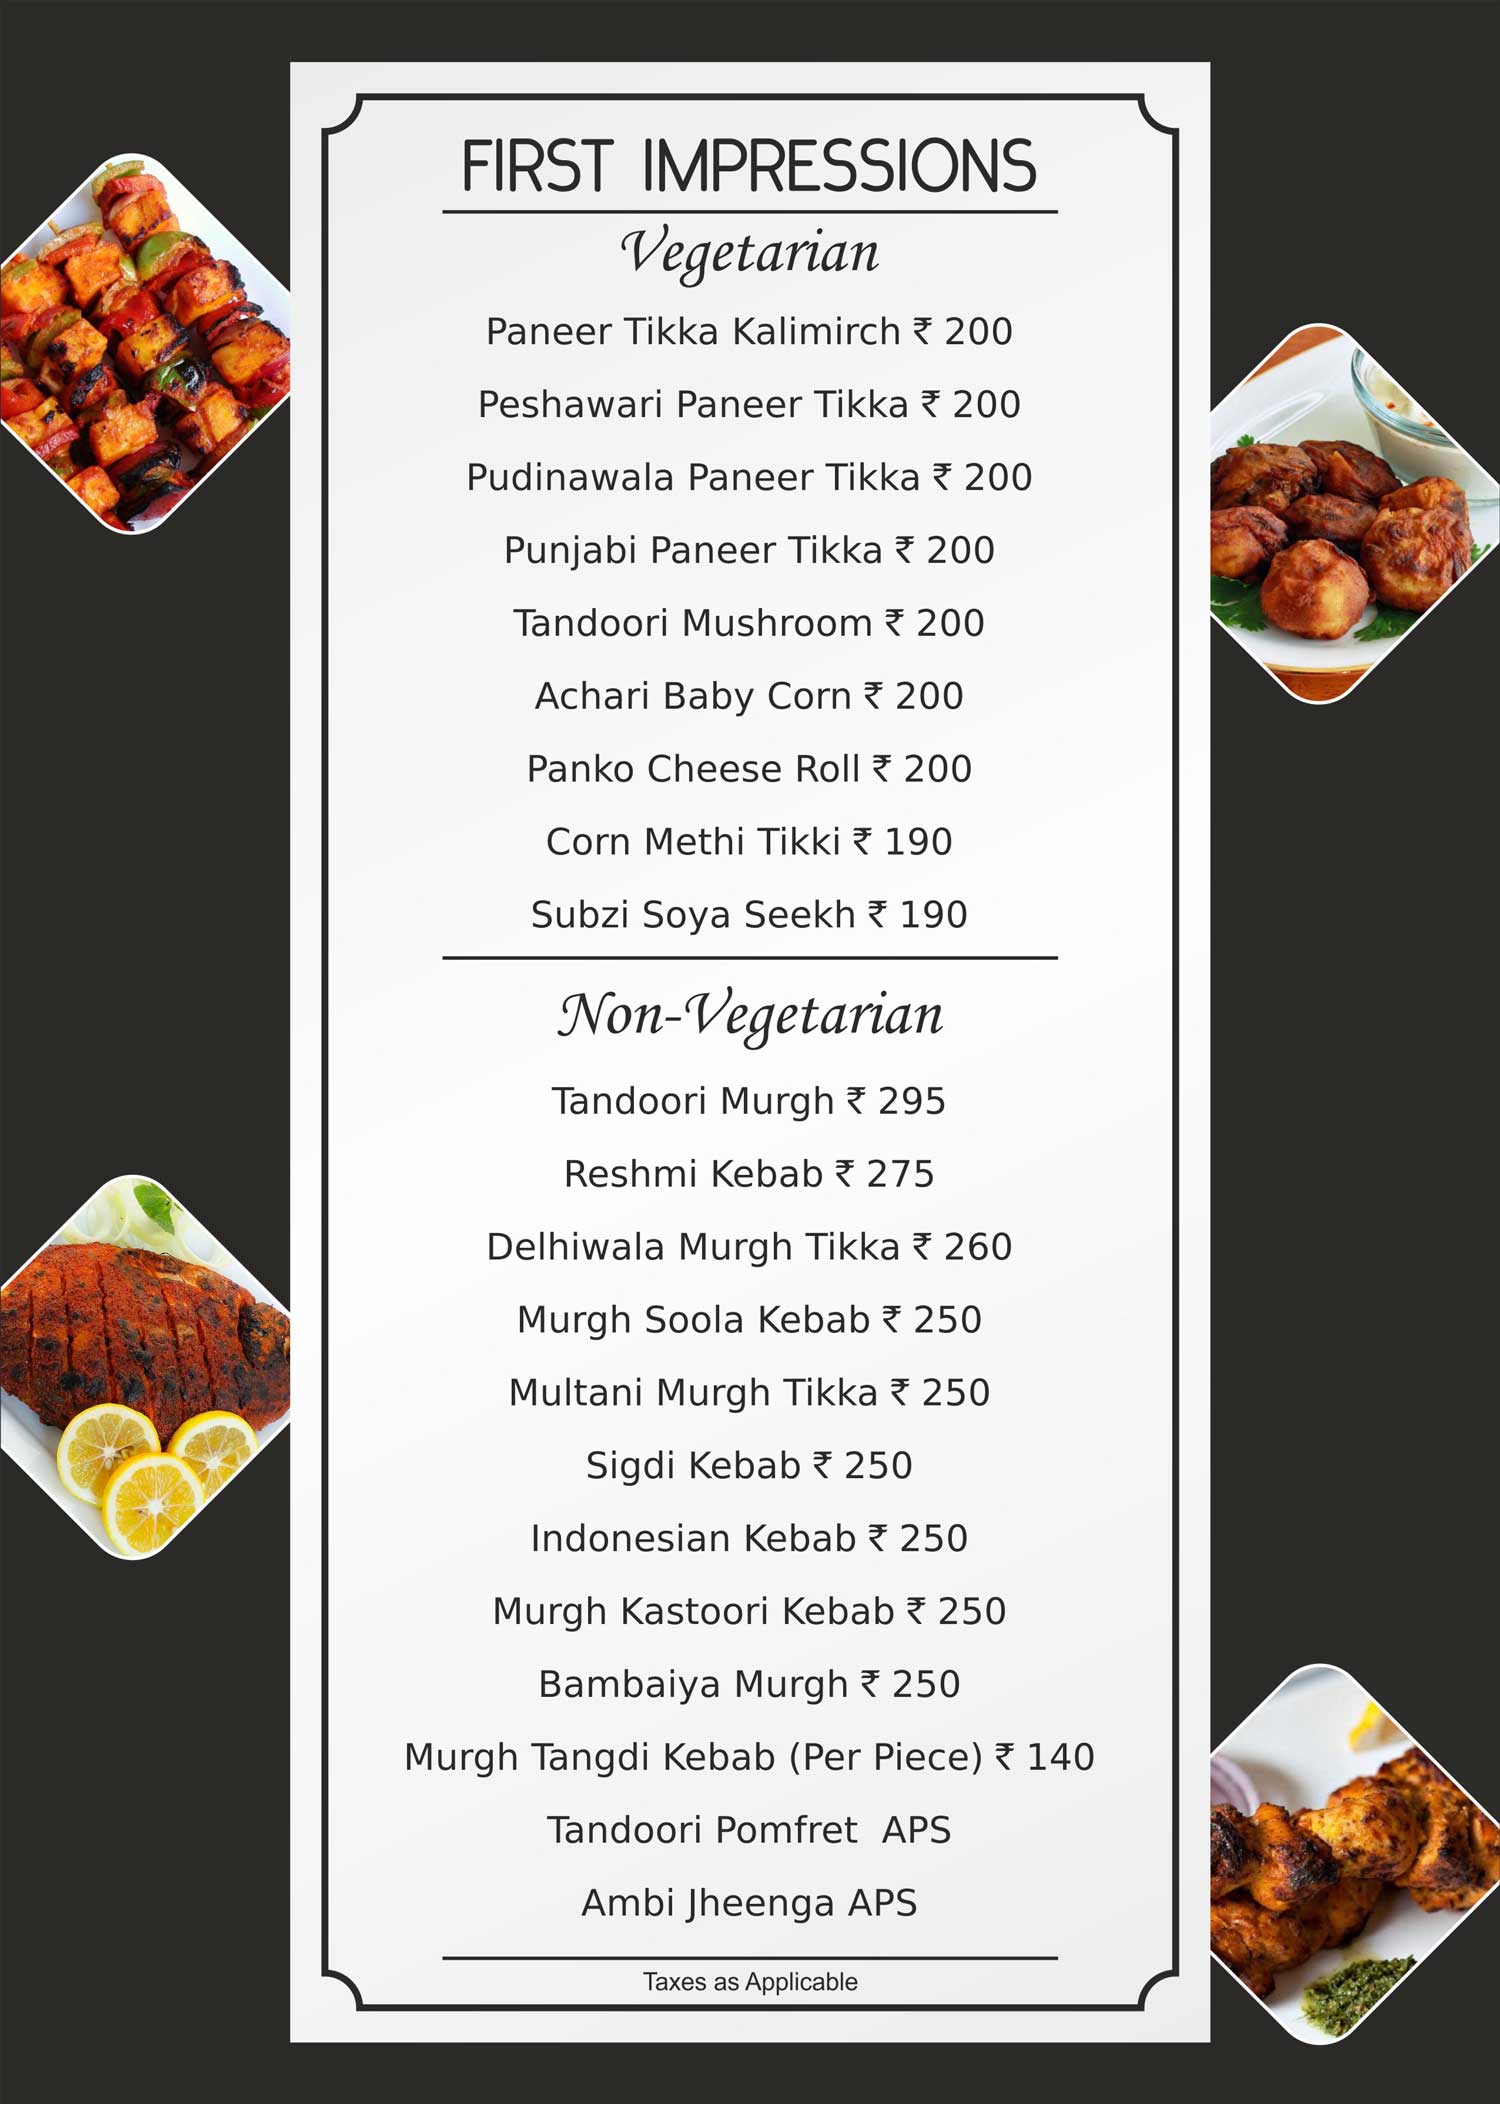 FIRST IMPRESSIONS
Vegetarian
Paneer Tikka Kalimirch ₹ 200
Peshawari Paneer Tikka ₹ 200
Pudinawala Paneer Tikka ₹ 200
Punjabi Paneer Tikka ₹ 200
Tandoori Mushroom ₹ 200
Achari Baby Corn ₹ 200
Panko Cheese Roll ₹ 200
Corn Methi Tikki ₹ 190
Subzi Soya Seekh ₹ 190
Non-Vegetarian
Tandoori Murgh ₹ 295
Reshmi Kebab ₹ 275
Delhiwala Murgh Tikka ₹ 260
Murgh Soola Kebab ₹ 250
Multani Murgh Tikka ₹ 250
Sigdi Kebab ₹ 250
Indonesian Kebab ₹ 250
Murgh Kastoori Kebab ₹ 250
Bambaiya Murgh ₹ 250
Murgh Tangdi Kebab (Per Piece) ₹ 140
Tandoori Pomfret  APS
Ambi Jheenga APS
Taxes as Applicable